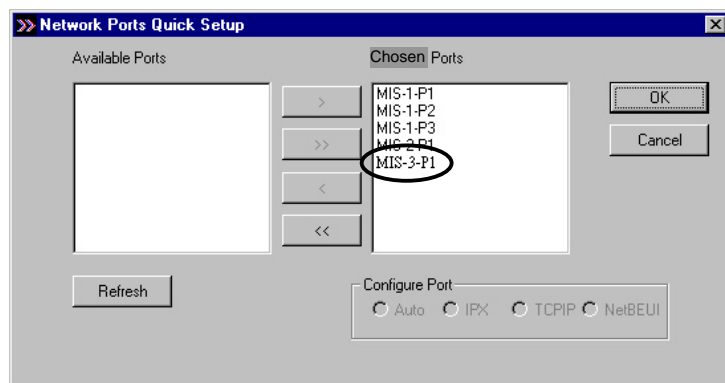 Network Ports Quick Setup
Available Ports
Chosen Ports
>
>>
<
<<
MIS-1-P1
MIS-1-P2
MIS-1-P3
MIS-2-P1
MIS-3-P1
OK
Cancel
Refresh
Configure Port
Auto IPX TCPIP NetBEUI